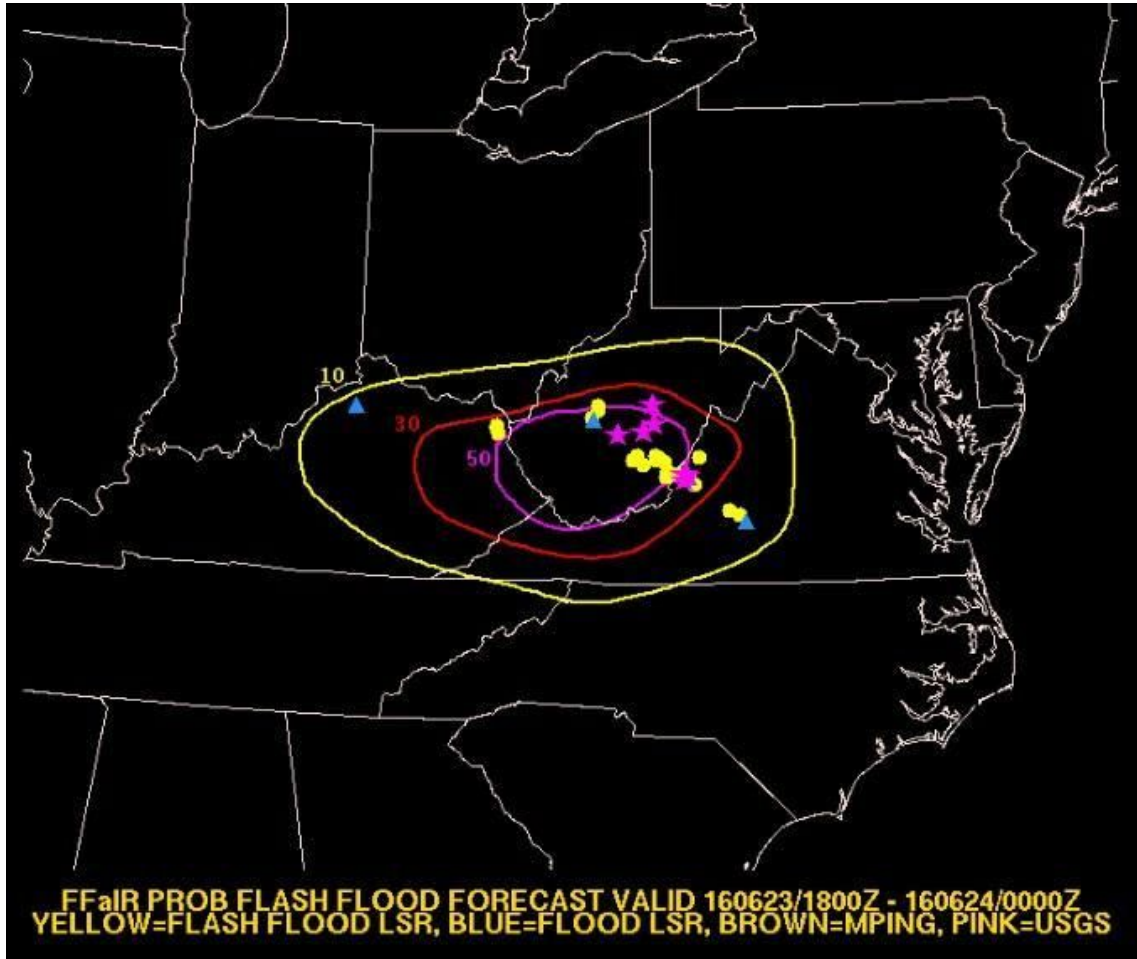 10
30
50
FFaIR PROB FLASH FLOOD FORECAST VALID 160623/1800Z - 160624/0000Z
YELLOW=FLASH FLOOD LSR, BLUE=FLOOD LSR, BROWN=MPING, PINK=USGS